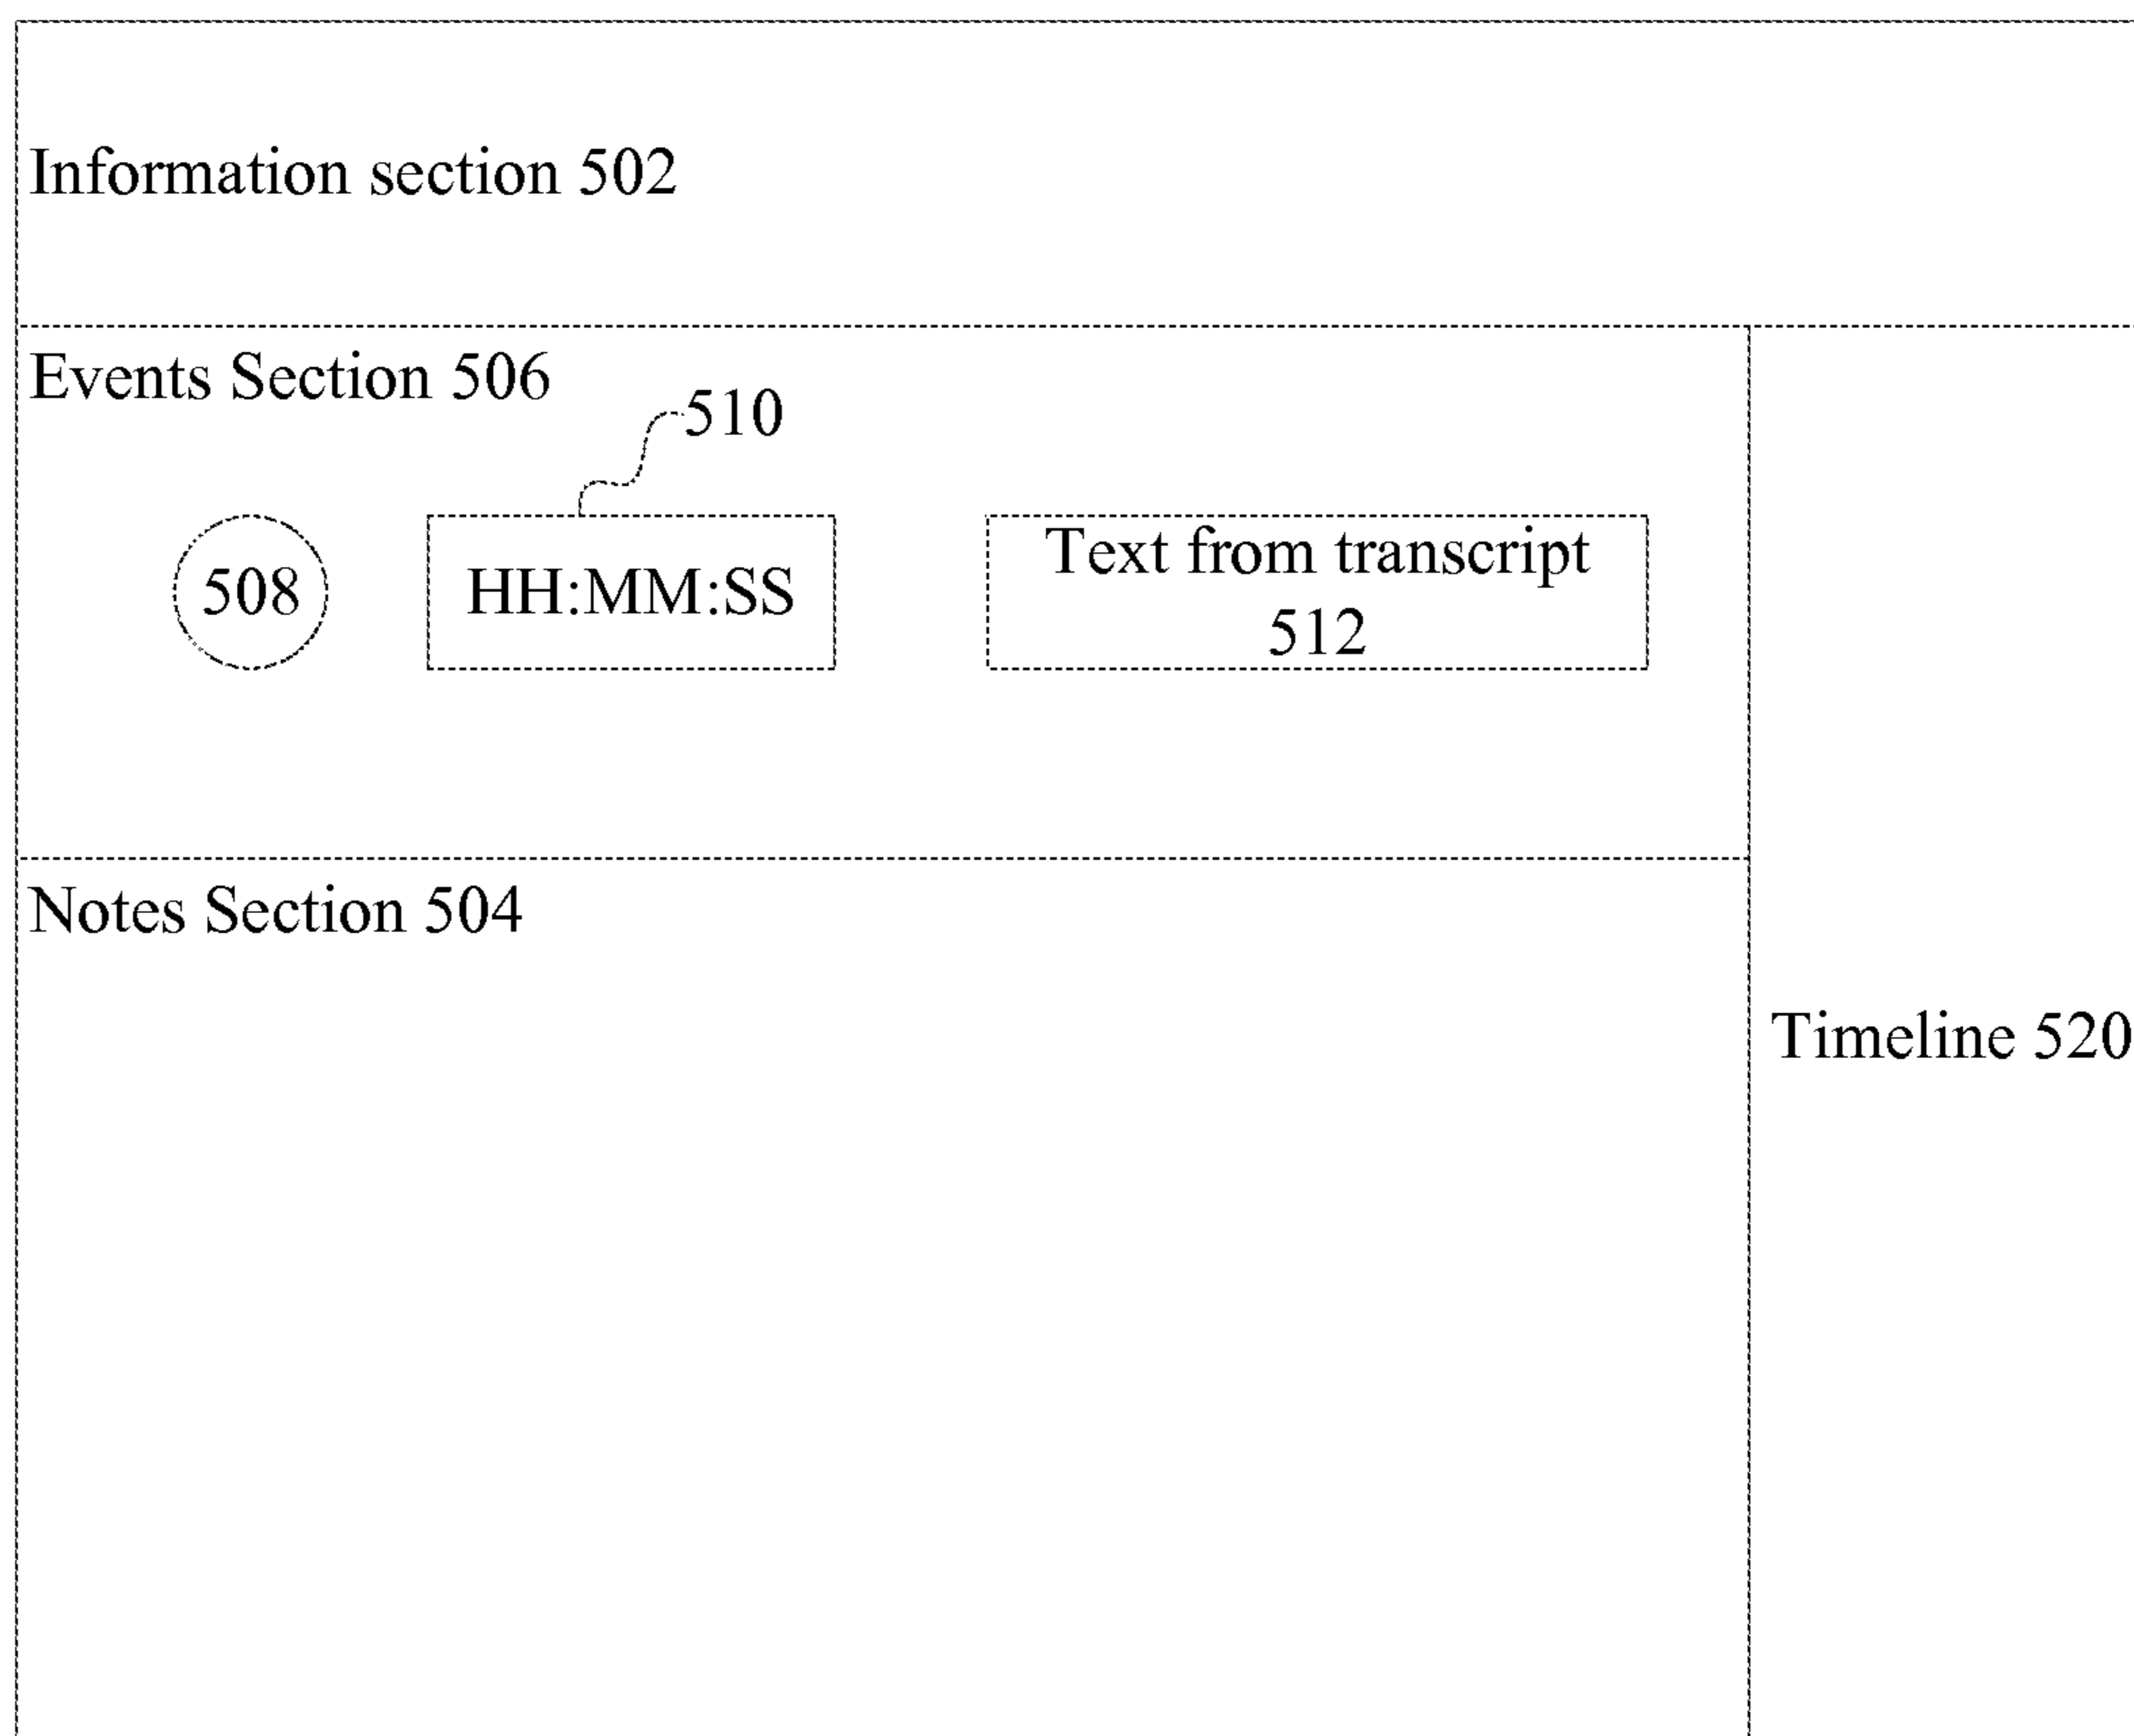 Information section 502
Events Section 506
510
508
HH:MM:SS
Text from transcript
512
Notes Section 504
Timeline 520